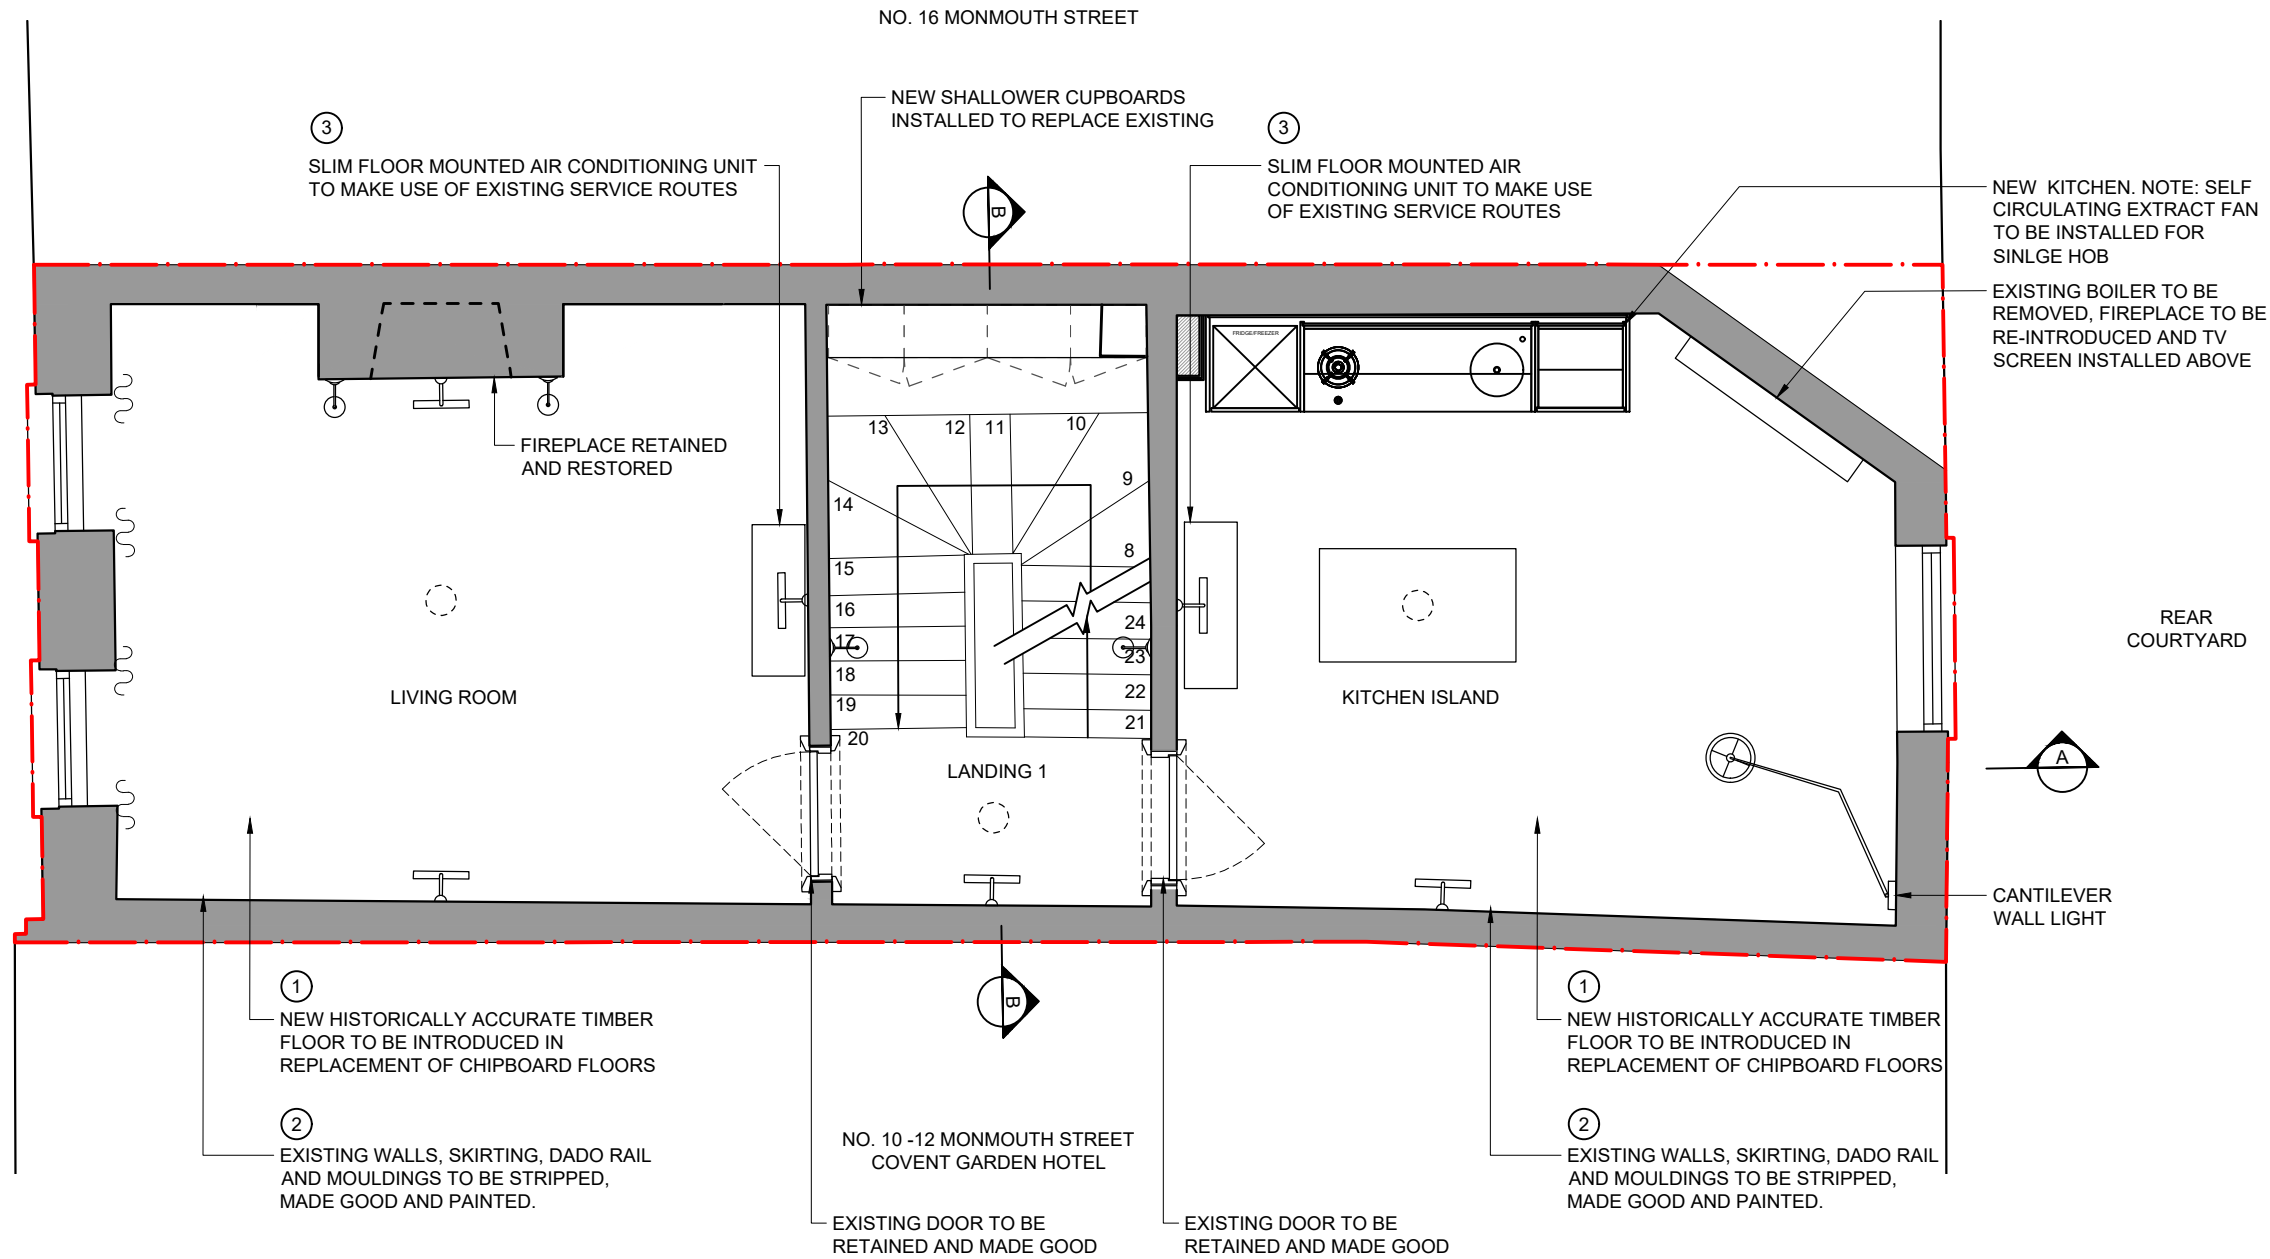 NO. 16 MONMOUTH STREET
NEW SHALLOWER CUPBOARDS
INSTALLED TO REPLACE EXISTING
3
SLIM FLOOR MOUNTED AIR CONDITIONING UNIT
TO MAKE USE OF EXISTING SERVICE ROUTES
3
SLIM FLOOR MOUNTED AIR
CONDITIONING UNIT TO MAKE USE
OF EXISTING SERVICE ROUTES
NEW KITCHEN. NOTE: SELF
CIRCULATING EXTRACT FAN
TO BE INSTALLED FOR
SINLGE HOB
EXISTING BOILER TO BE
REMOVED, FIREPLACE TO BE
RE-INTRODUCED AND TV
SCREEN INSTALLED ABOVE
B
FRIDGE/FREEZER
FIREPLACE RETAINED
AND RESTORED
13
12
11
10
9
14
8
15
16
17
18
19
20
24
23
22
21
LIVING ROOM
KITCHEN ISLAND
LANDING 1
REAR
COURTYARD
A
CANTILEVER
WALL LIGHT
B
1
NEW HISTORICALLY ACCURATE TIMBER
FLOOR TO BE INTRODUCED IN
REPLACEMENT OF CHIPBOARD FLOORS
1
NEW HISTORICALLY ACCURATE TIMBER
FLOOR TO BE INTRODUCED IN
REPLACEMENT OF CHIPBOARD FLOORS
2
EXISTING WALLS, SKIRTING, DADO RAIL
AND MOULDINGS TO BE STRIPPED,
MADE GOOD AND PAINTED.
NO. 10 -12 MONMOUTH STREET
COVENT GARDEN HOTEL
2
EXISTING WALLS, SKIRTING, DADO RAIL
AND MOULDINGS TO BE STRIPPED,
MADE GOOD AND PAINTED.
EXISTING DOOR TO BE
RETAINED AND MADE GOOD
EXISTING DOOR TO BE
RETAINED AND MADE GOOD